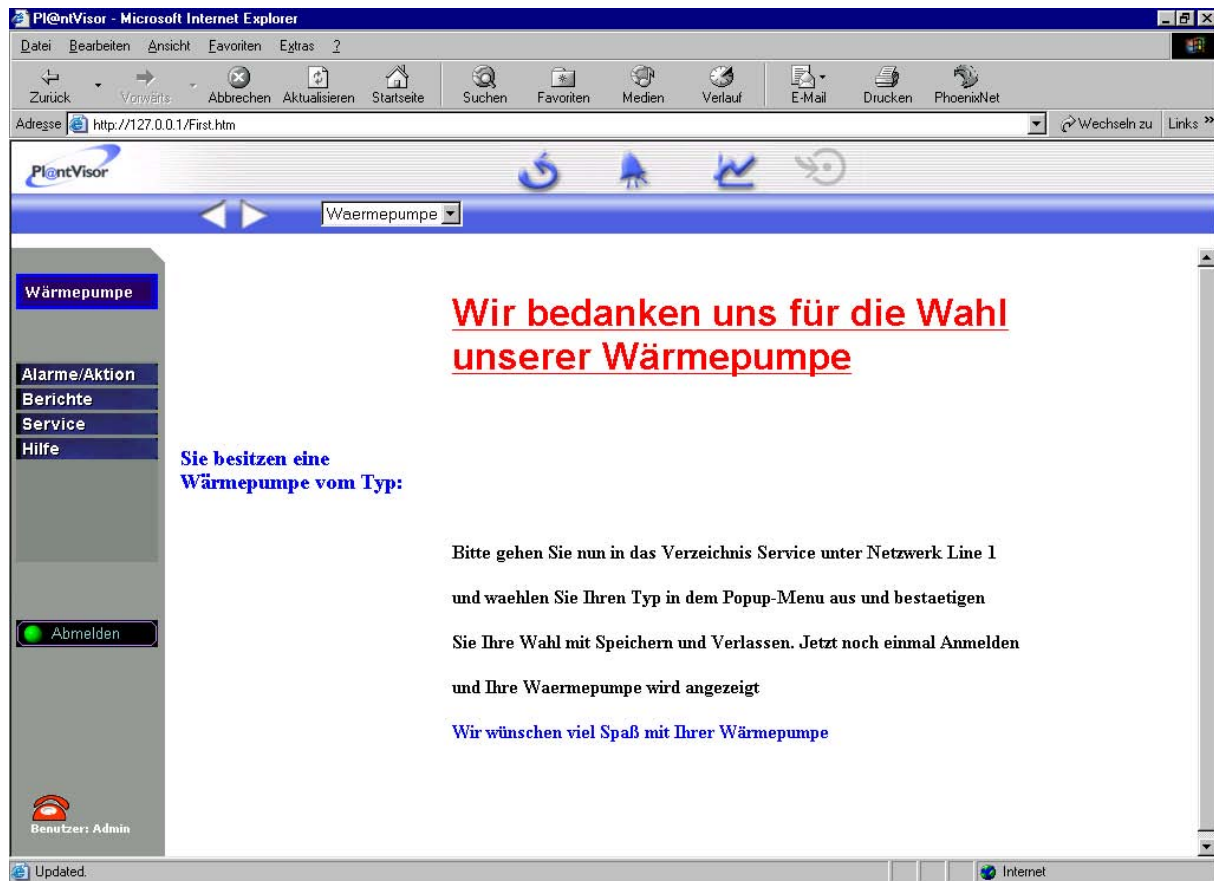 Pl@ntVisor - Microsoft Internet Explorer
Datei Bearbeiten Ansicht Favoriten Extras ?
Zurück Vorwärts Abbrechen Aktualisieren Startseite Suchen Favoriten Medien Verlauf E-Mail Drucken PhoenixNet
Adresse http://127.0.0.1/First.htm Wechseln zu Links »
Pl@ntVisor
Waermepumpe
Wärmepumpe
Alarme/Aktion
Berichte
Service
Hilfe
Abmelden
Benutzer: Admin
Wir bedanken uns für die Wahl
unserer Wärmepumpe
Sie besitzen eine
Wärmepumpe vom Typ:
Bitte gehen Sie nun in das Verzeichnis Service unter Netzwerk Line 1
und waehlen Sie Ihren Typ in dem Popup-Menu aus und bestaetigen
Sie Ihre Wahl mit Speichern und Verlassen. Jetzt noch einmal Anmelden
und Ihre Waermepumpe wird angezeigt
Wir wünschen viel Spaß mit Ihrer Wärmepumpe
Updated. Internet